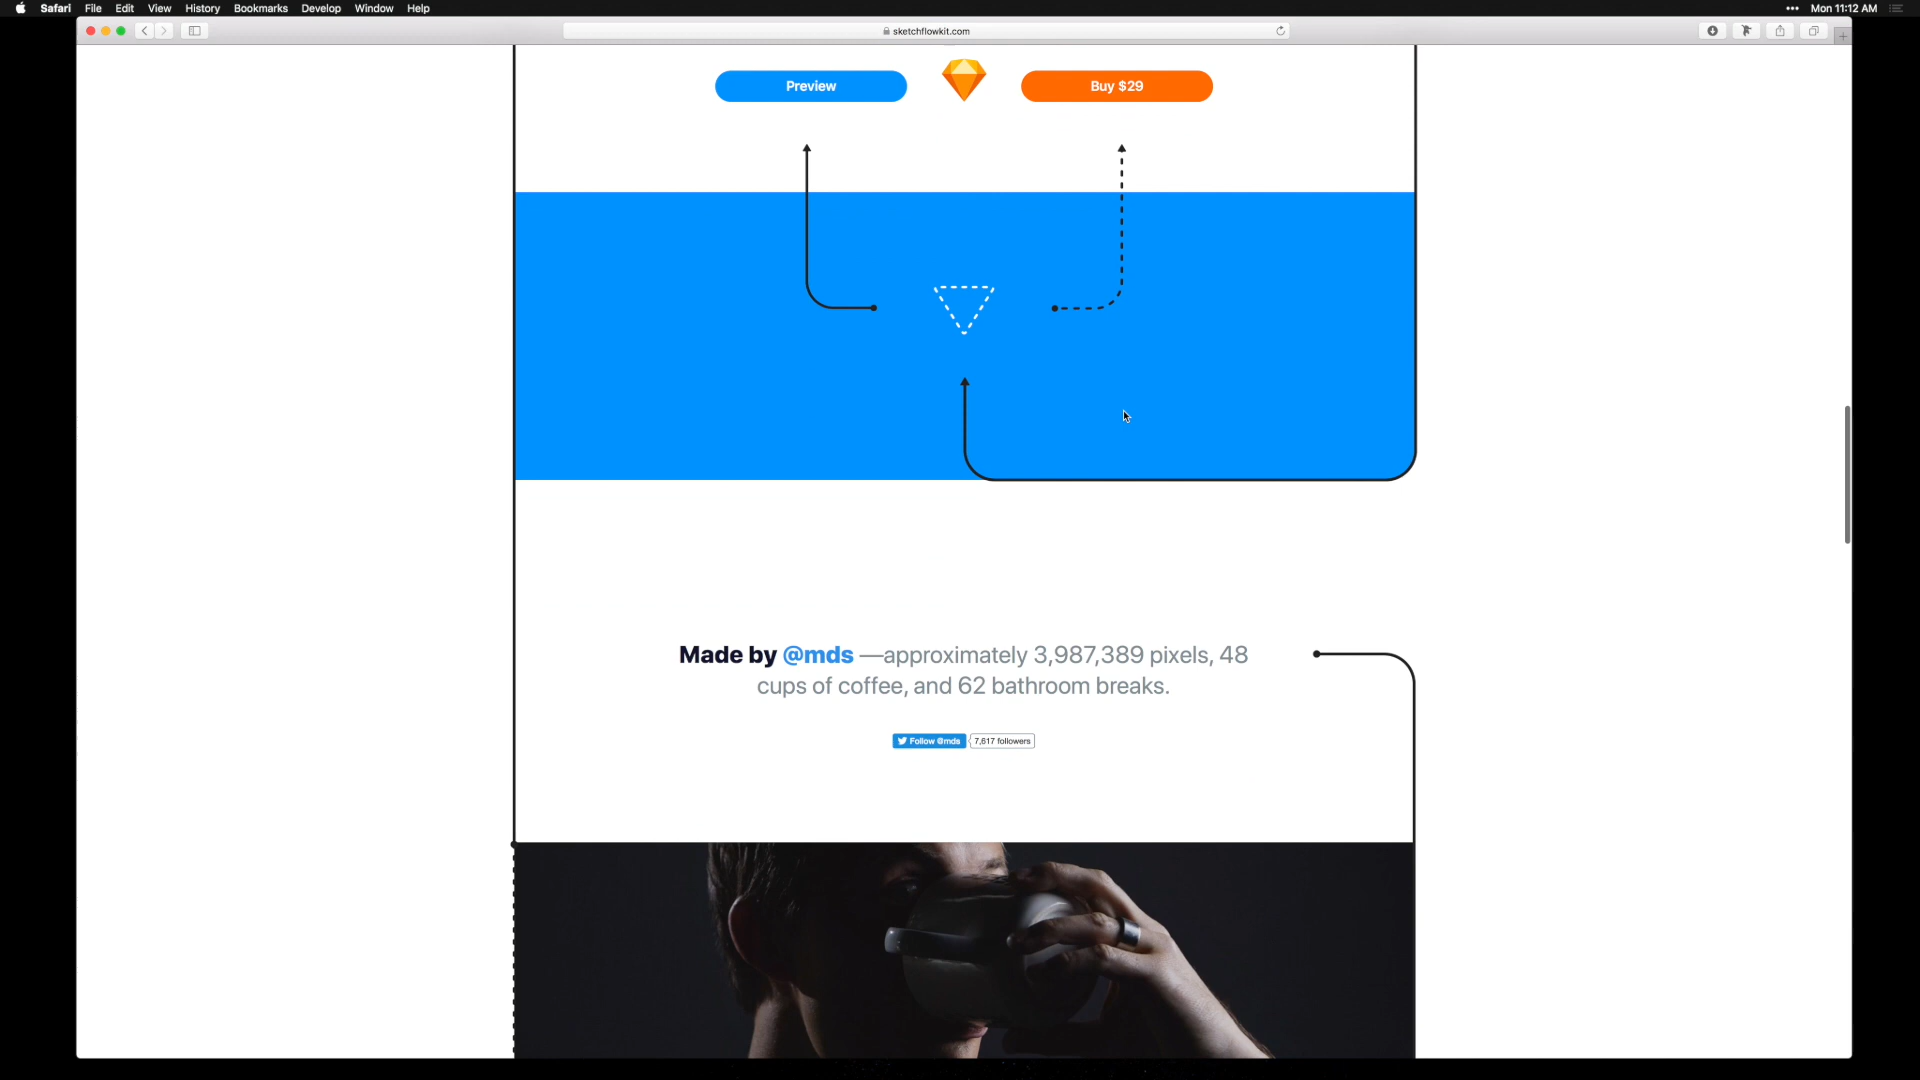 Safari File Edit View History Bookmarks Develop Window Help
••• Mon 11:12 AM
sketchflowkit.com
Preview
Buy $29
Made by @mds —approximately 3,987,389 pixels, 48
cups of coffee, and 62 bathroom breaks.
Follow @mds 7,617 followers